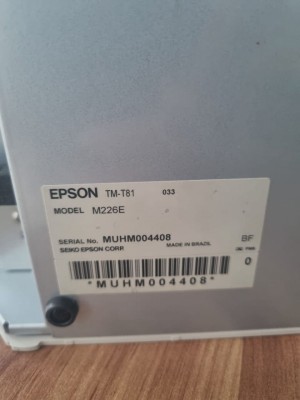 EPSON TM-T81 033
MODEL M226E
SERIAL No. MUHM004408 BF
SEIKO EPSON CORP. MADE IN BRAZIL
0
*MUHM004408*